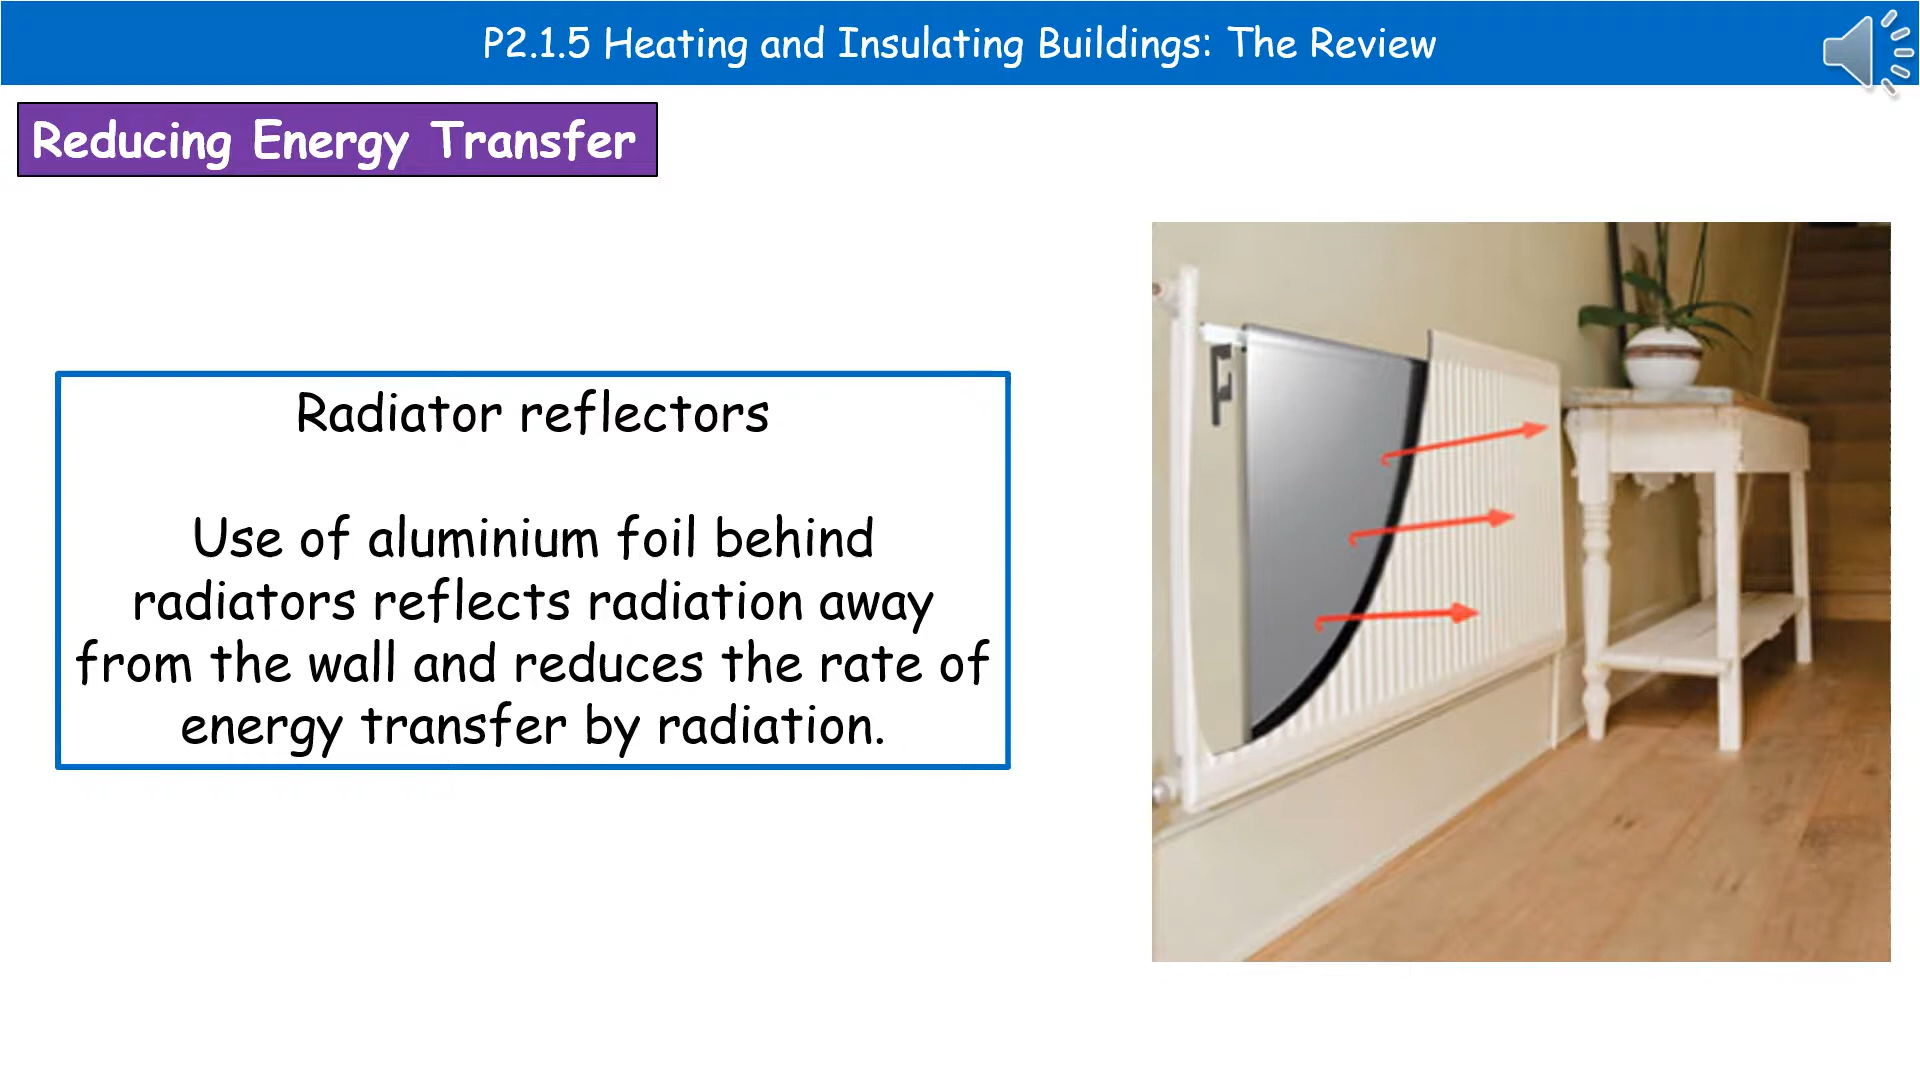 P2.1.5 Heating and Insulating Buildings: The Review
Reducing Energy Transfer
Radiator reflectors
Use of aluminium foil behind
radiators reflects radiation away
from the wall and reduces the rate of
energy transfer by radiation.